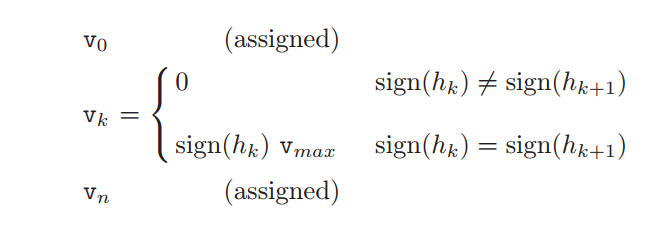 v₀ (assigned)
0 sign(hₖ) ≠ sign(hₖ₊₁)
vₖ = {
sign(hₖ) vₘₐₓ sign(hₖ) = sign(hₖ₊₁)
vₙ (assigned)